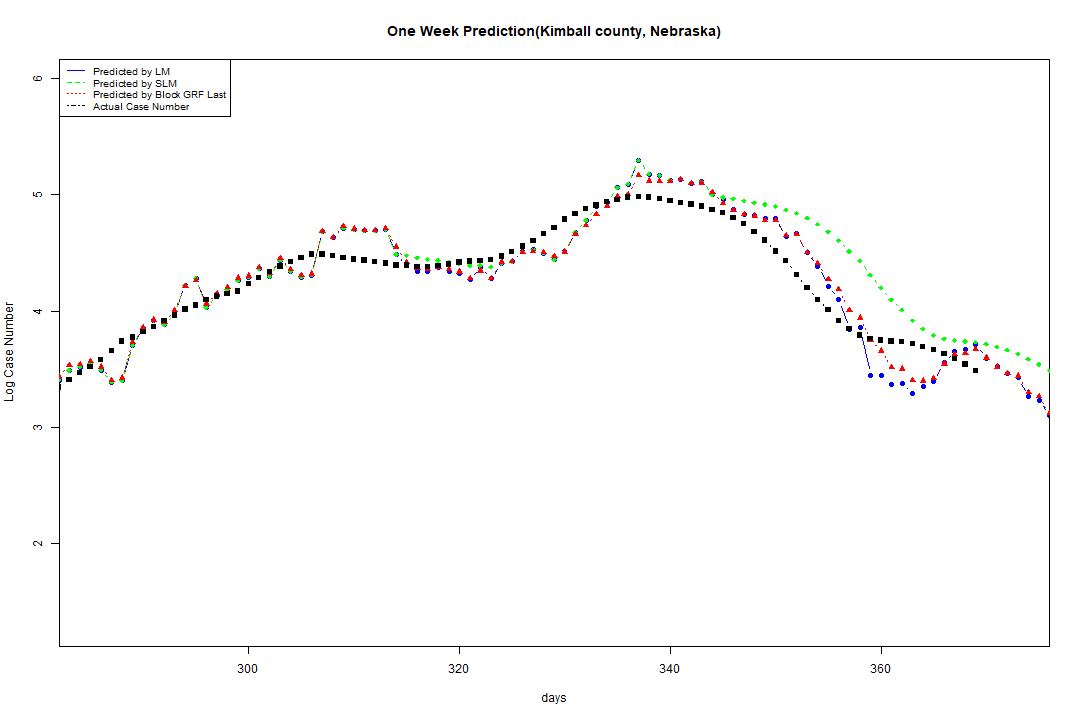 One Week Prediction(Kimball county, Nebraska)
Predicted by LM
Predicted by SLM
Predicted by Block GRF Last
Actual Case Number
6
5
4
3
2
Log Case Number
300 320 340 360
days